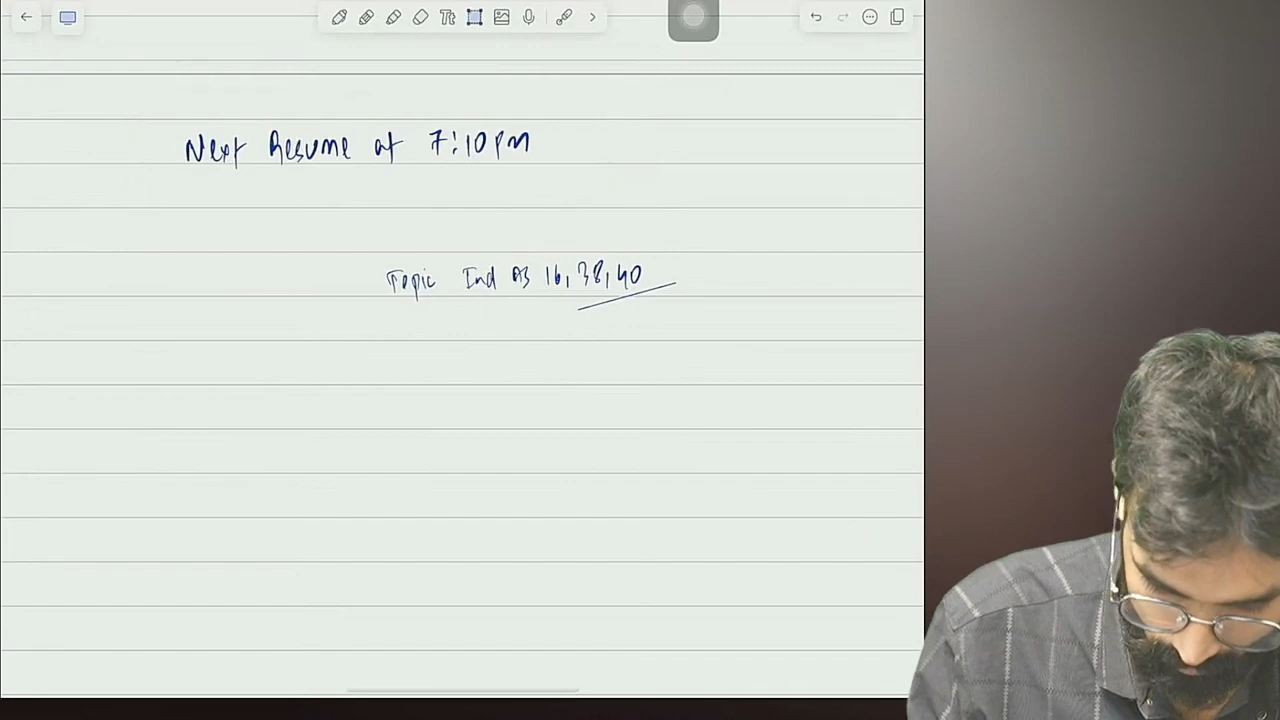 Next Resume at 7:10PM
Topic Ind AS 16, 38, 40